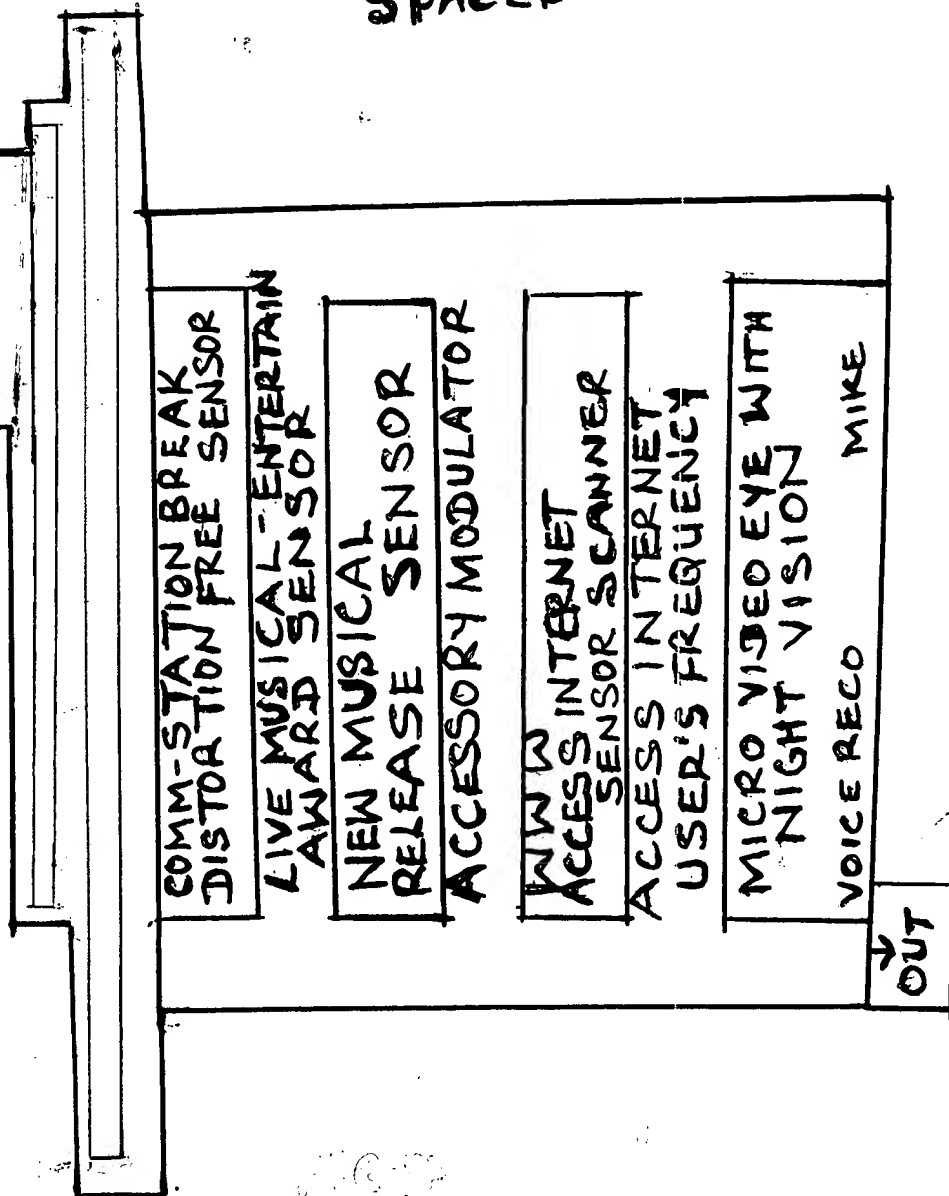 COMM-STATION BREAK
DISTORTION FREE SENSOR
LIVE MUSICAL-ENTERTAIN
AWARD SENSOR
NEW MUSICAL
RELEASE SENSOR
ACCESSORY MODULATOR
WWW
ACCESS INTERNET
SENSOR SCANNER
ACCESS INTERNET
USER'S FREQUENCY
MICRO VIDEO EYE WITH
NIGHT VISION
VOICE RECO MIKE
OUT